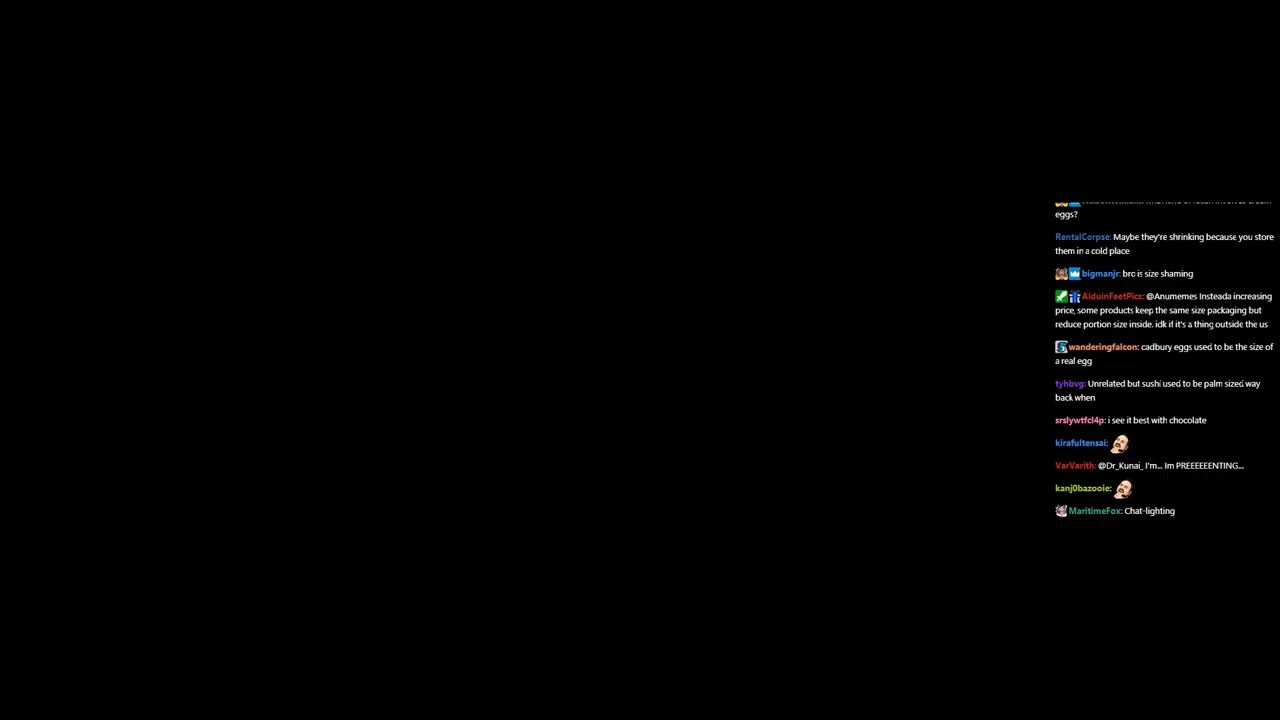 eggs?
RentalCorpse: Maybe they're shrinking because you store
them in a cold place
bigmanjr: bro is size shaming
AlduinFeetPics: @Anumemes Insteada increasing
price, some products keep the same size packaging but
reduce portion size inside. idk if it's a thing outside the us
wanderingfalcon: cadbury eggs used to be the size of
a real egg
tyhbvg: Unrelated but sushi used to be palm sized way
back when
srslywtfcl4p: i see it best with chocolate
kirafultensai:
VarVarith: @Dr_Kunai_ I'm... Im PREEEEEENTING...
kanj0bazooie:
MaritimeFox: Chat-lighting